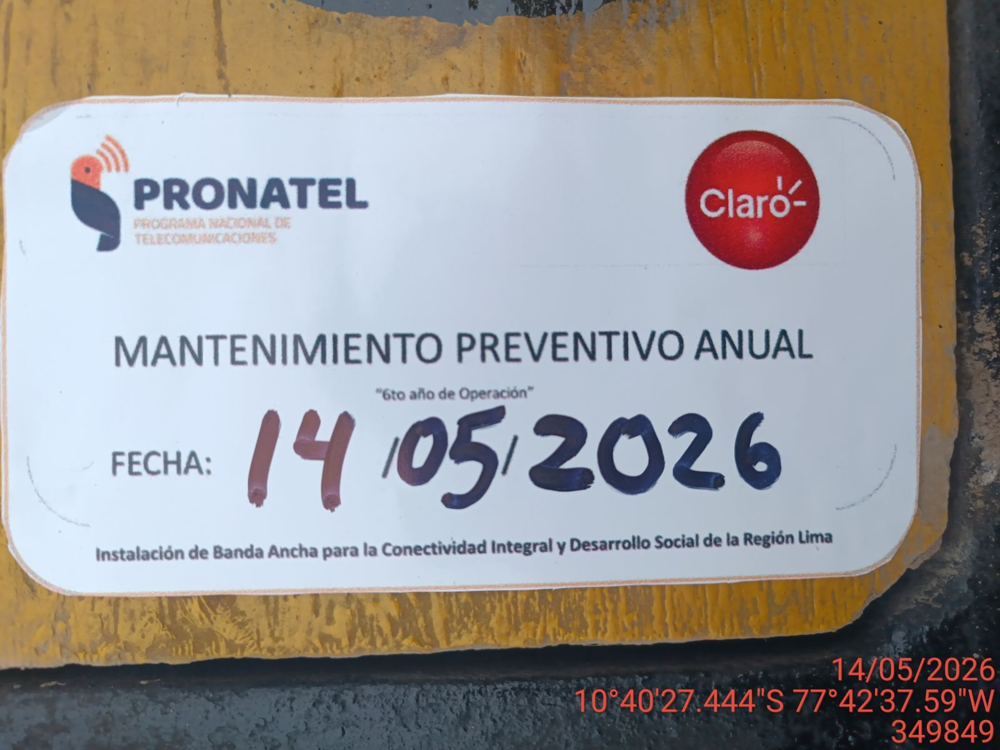 PRONATEL
PROGRAMA NACIONAL DE
TELECOMUNICACIONES
Claro
MANTENIMIENTO PREVENTIVO ANUAL
"6to año de Operación"
FECHA: 14/05/2026
Instalación de Banda Ancha para la Conectividad Integral y Desarrollo Social de la Región Lima
14/05/2026
10°40'27.444"S 77°42'37.59"W
349849